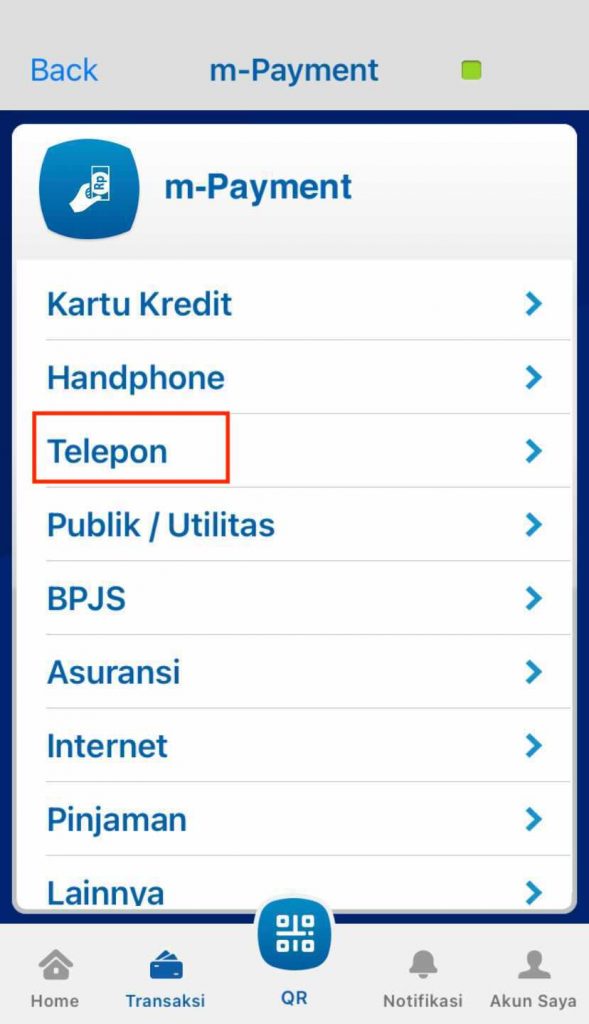 Back
m-Payment
Rp
m-Payment
Kartu Kredit
Handphone
Telepon
Publik / Utilitas
BPJS
Asuransi
Internet
Pinjaman
Lainnya
Home
Transaksi
QR
Notifikasi
Akun Saya